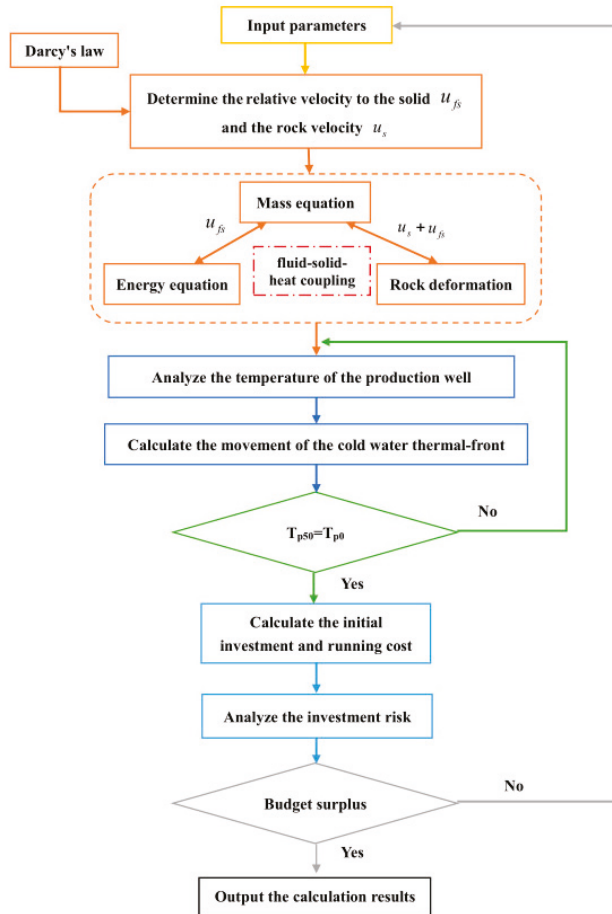 Input parameters
Darcy's law
Determine the relative velocity to the solid u_fs
and the rock velocity u_s
Mass equation
u_fs
u_s + u_fs
fluid-solid-
heat coupling
Energy equation
Rock deformation
Analyze the temperature of the production well
Calculate the movement of the cold water thermal-front
No
T_p50=T_p0
Yes
Calculate the initial
investment and running cost
Analyze the investment risk
No
Budget surplus
Yes
Output the calculation results